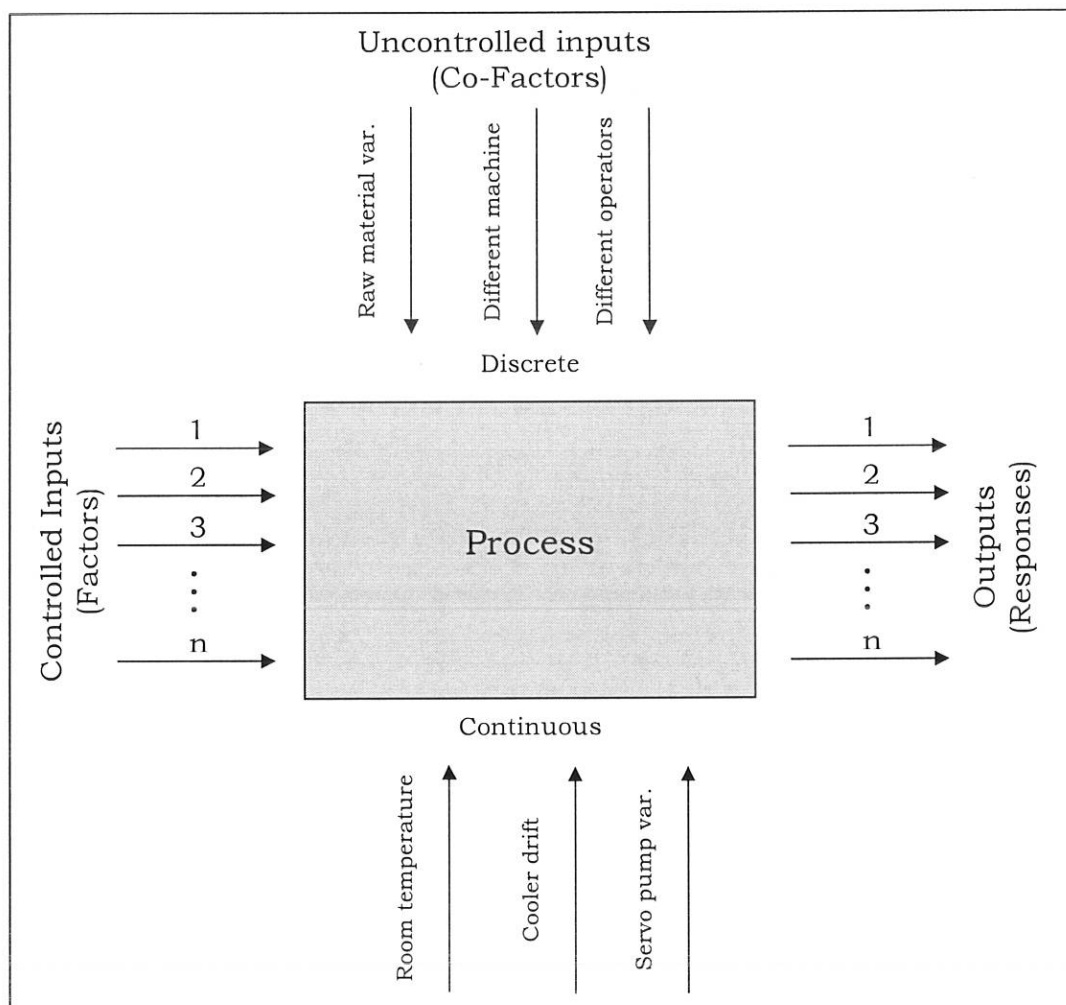 Uncontrolled inputs
(Co-Factors)
Raw material var.
Different machine
Different operators
Discrete
Controlled Inputs
(Factors)
1
2
3
n
Process
1
2
3
n
Outputs
(Responses)
Continuous
Room temperature
Cooler drift
Servo pump var.